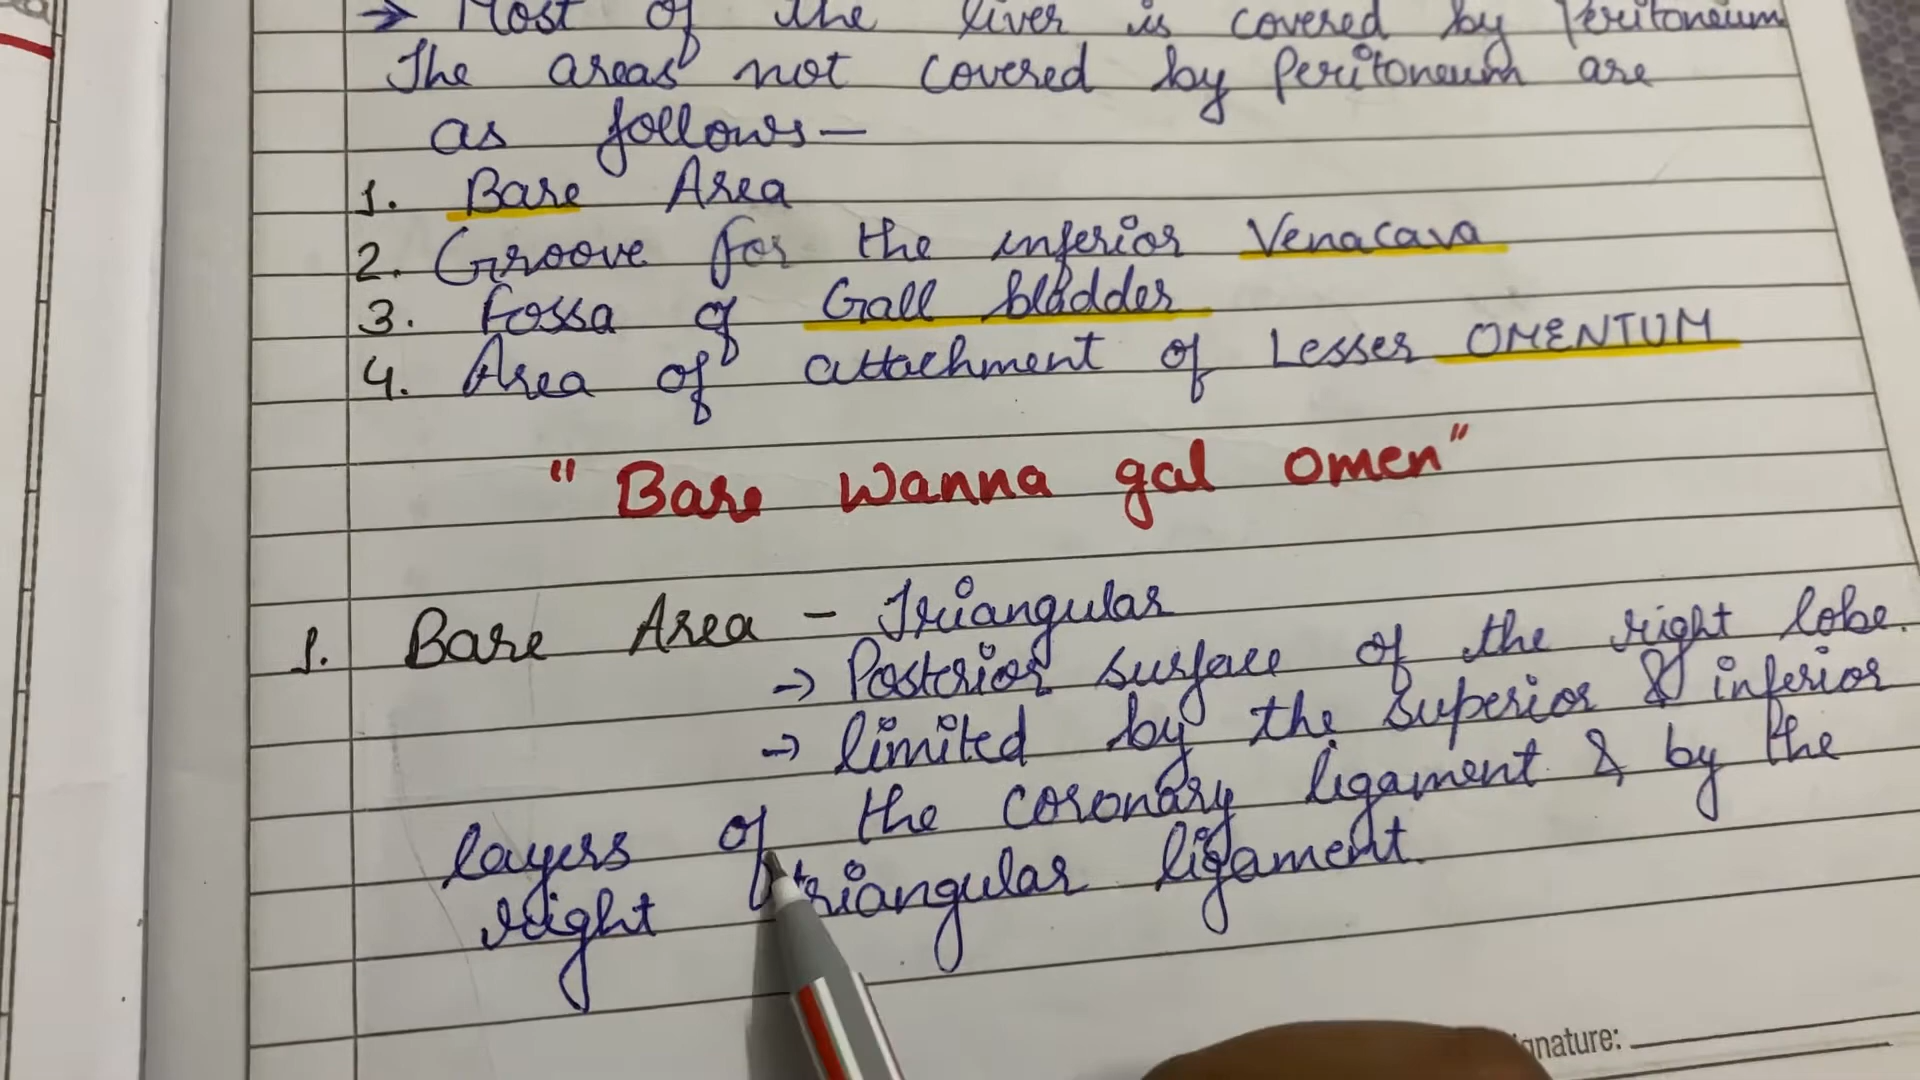 → Most of the liver is covered by Peritoneum
The areas not covered by Peritoneum are
as follows—
1. Bare Area
2. Groove for the inferior Venacava
3. Fossa of Gall bladder
4. Area of attachment of Lesser OMENTUM
" Bare wanna gal omen"
1. Bare Area - Triangular
→ Posterior surface of the right lobe.
→ limited by the superior & inferior
layers of the coronary ligament & by the
right triangular ligament.
gnature: